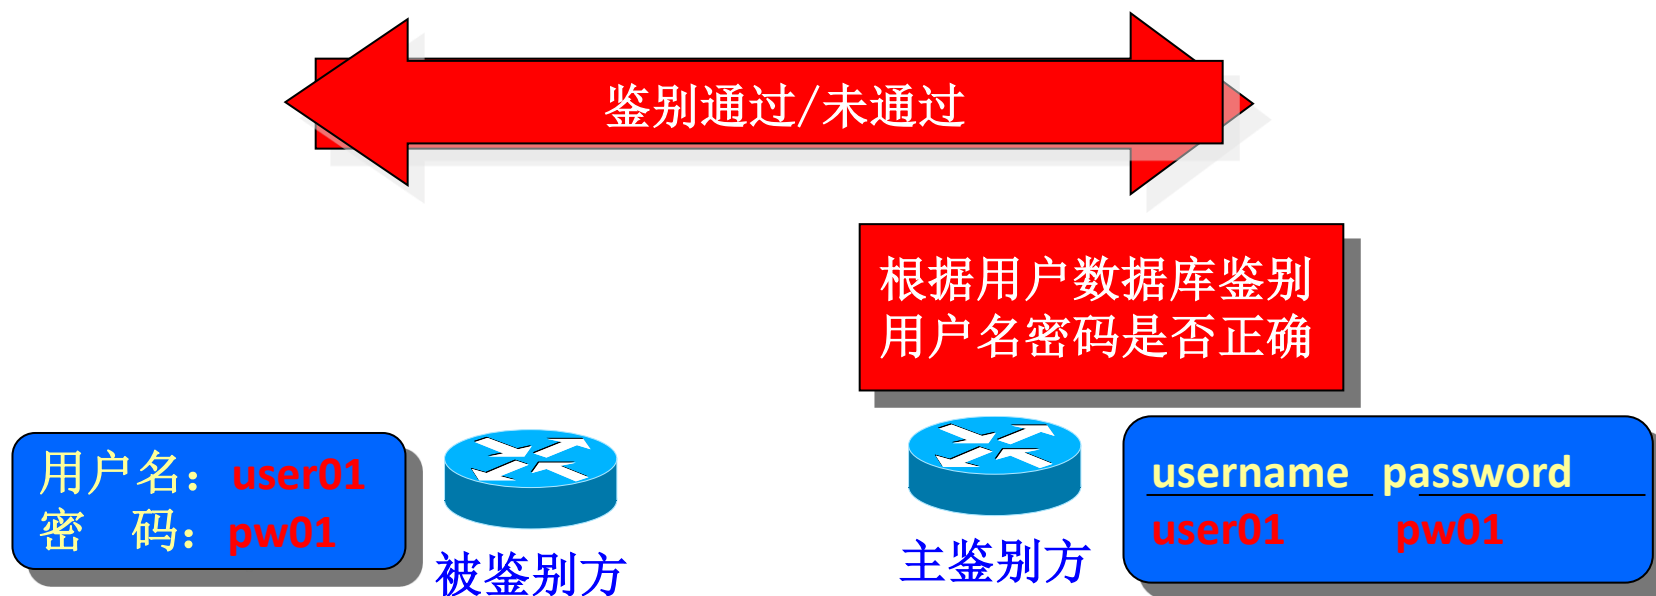 鉴别通过/未通过
根据用户数据库鉴别
用户名密码是否正确
用户名：user01
密　码：pw01
被鉴别方
主鉴别方
username password
user01 pw01